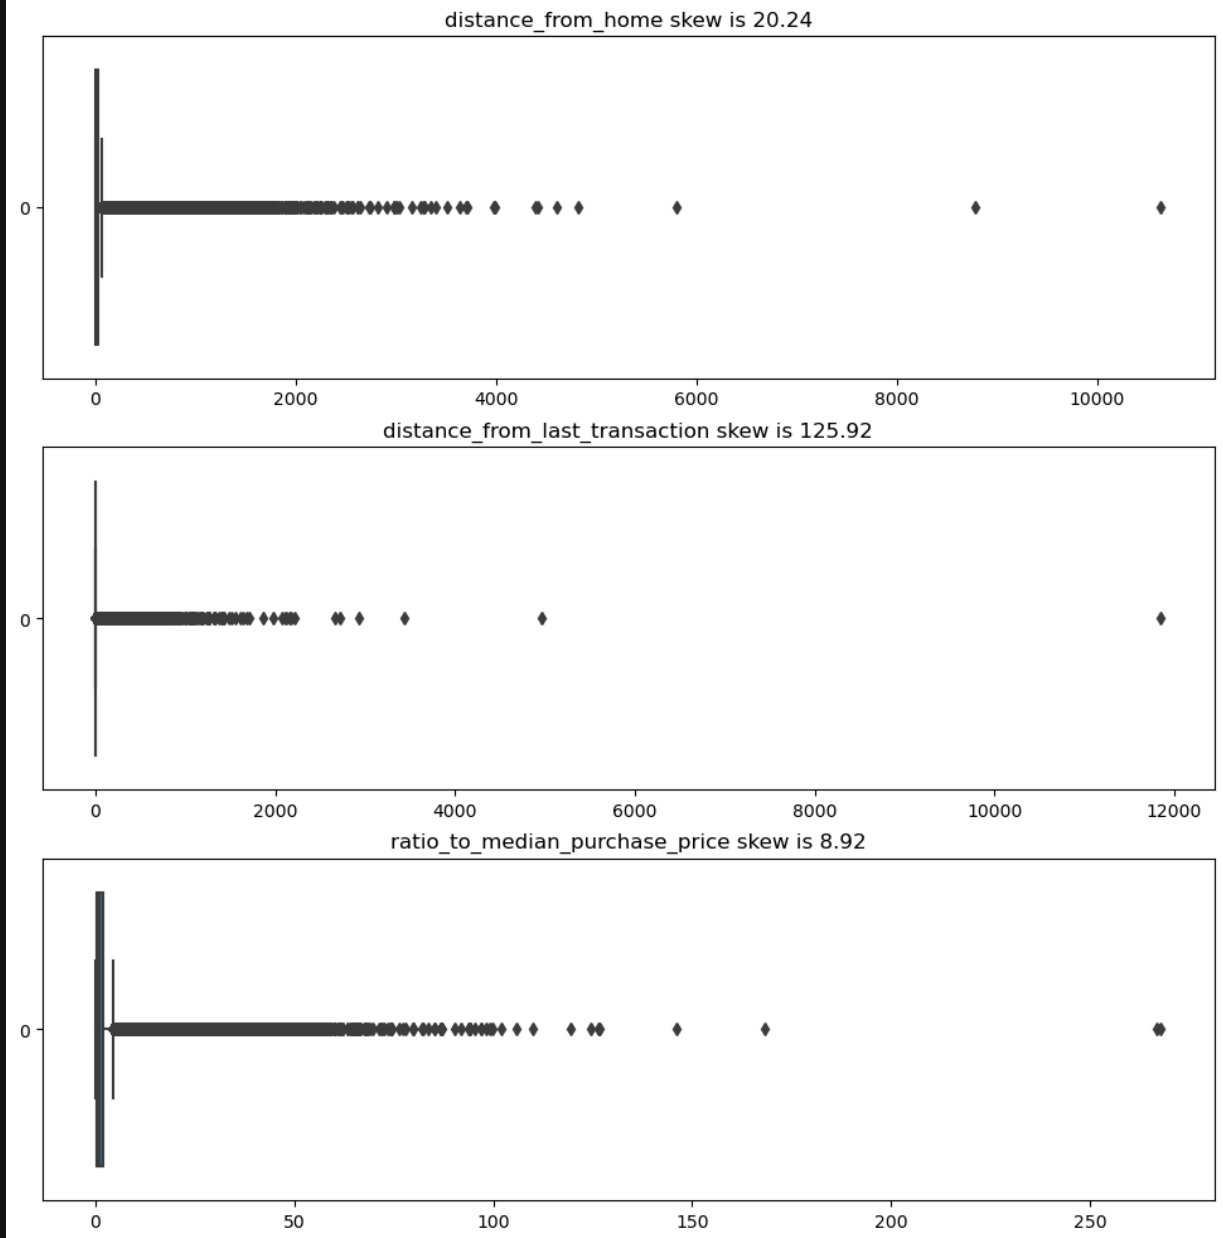 distance_from_home skew is 20.24
0
0 2000 4000 6000 8000 10000
distance_from_last_transaction skew is 125.92
0
0 2000 4000 6000 8000 10000 12000
ratio_to_median_purchase_price skew is 8.92
0
0 50 100 150 200 250